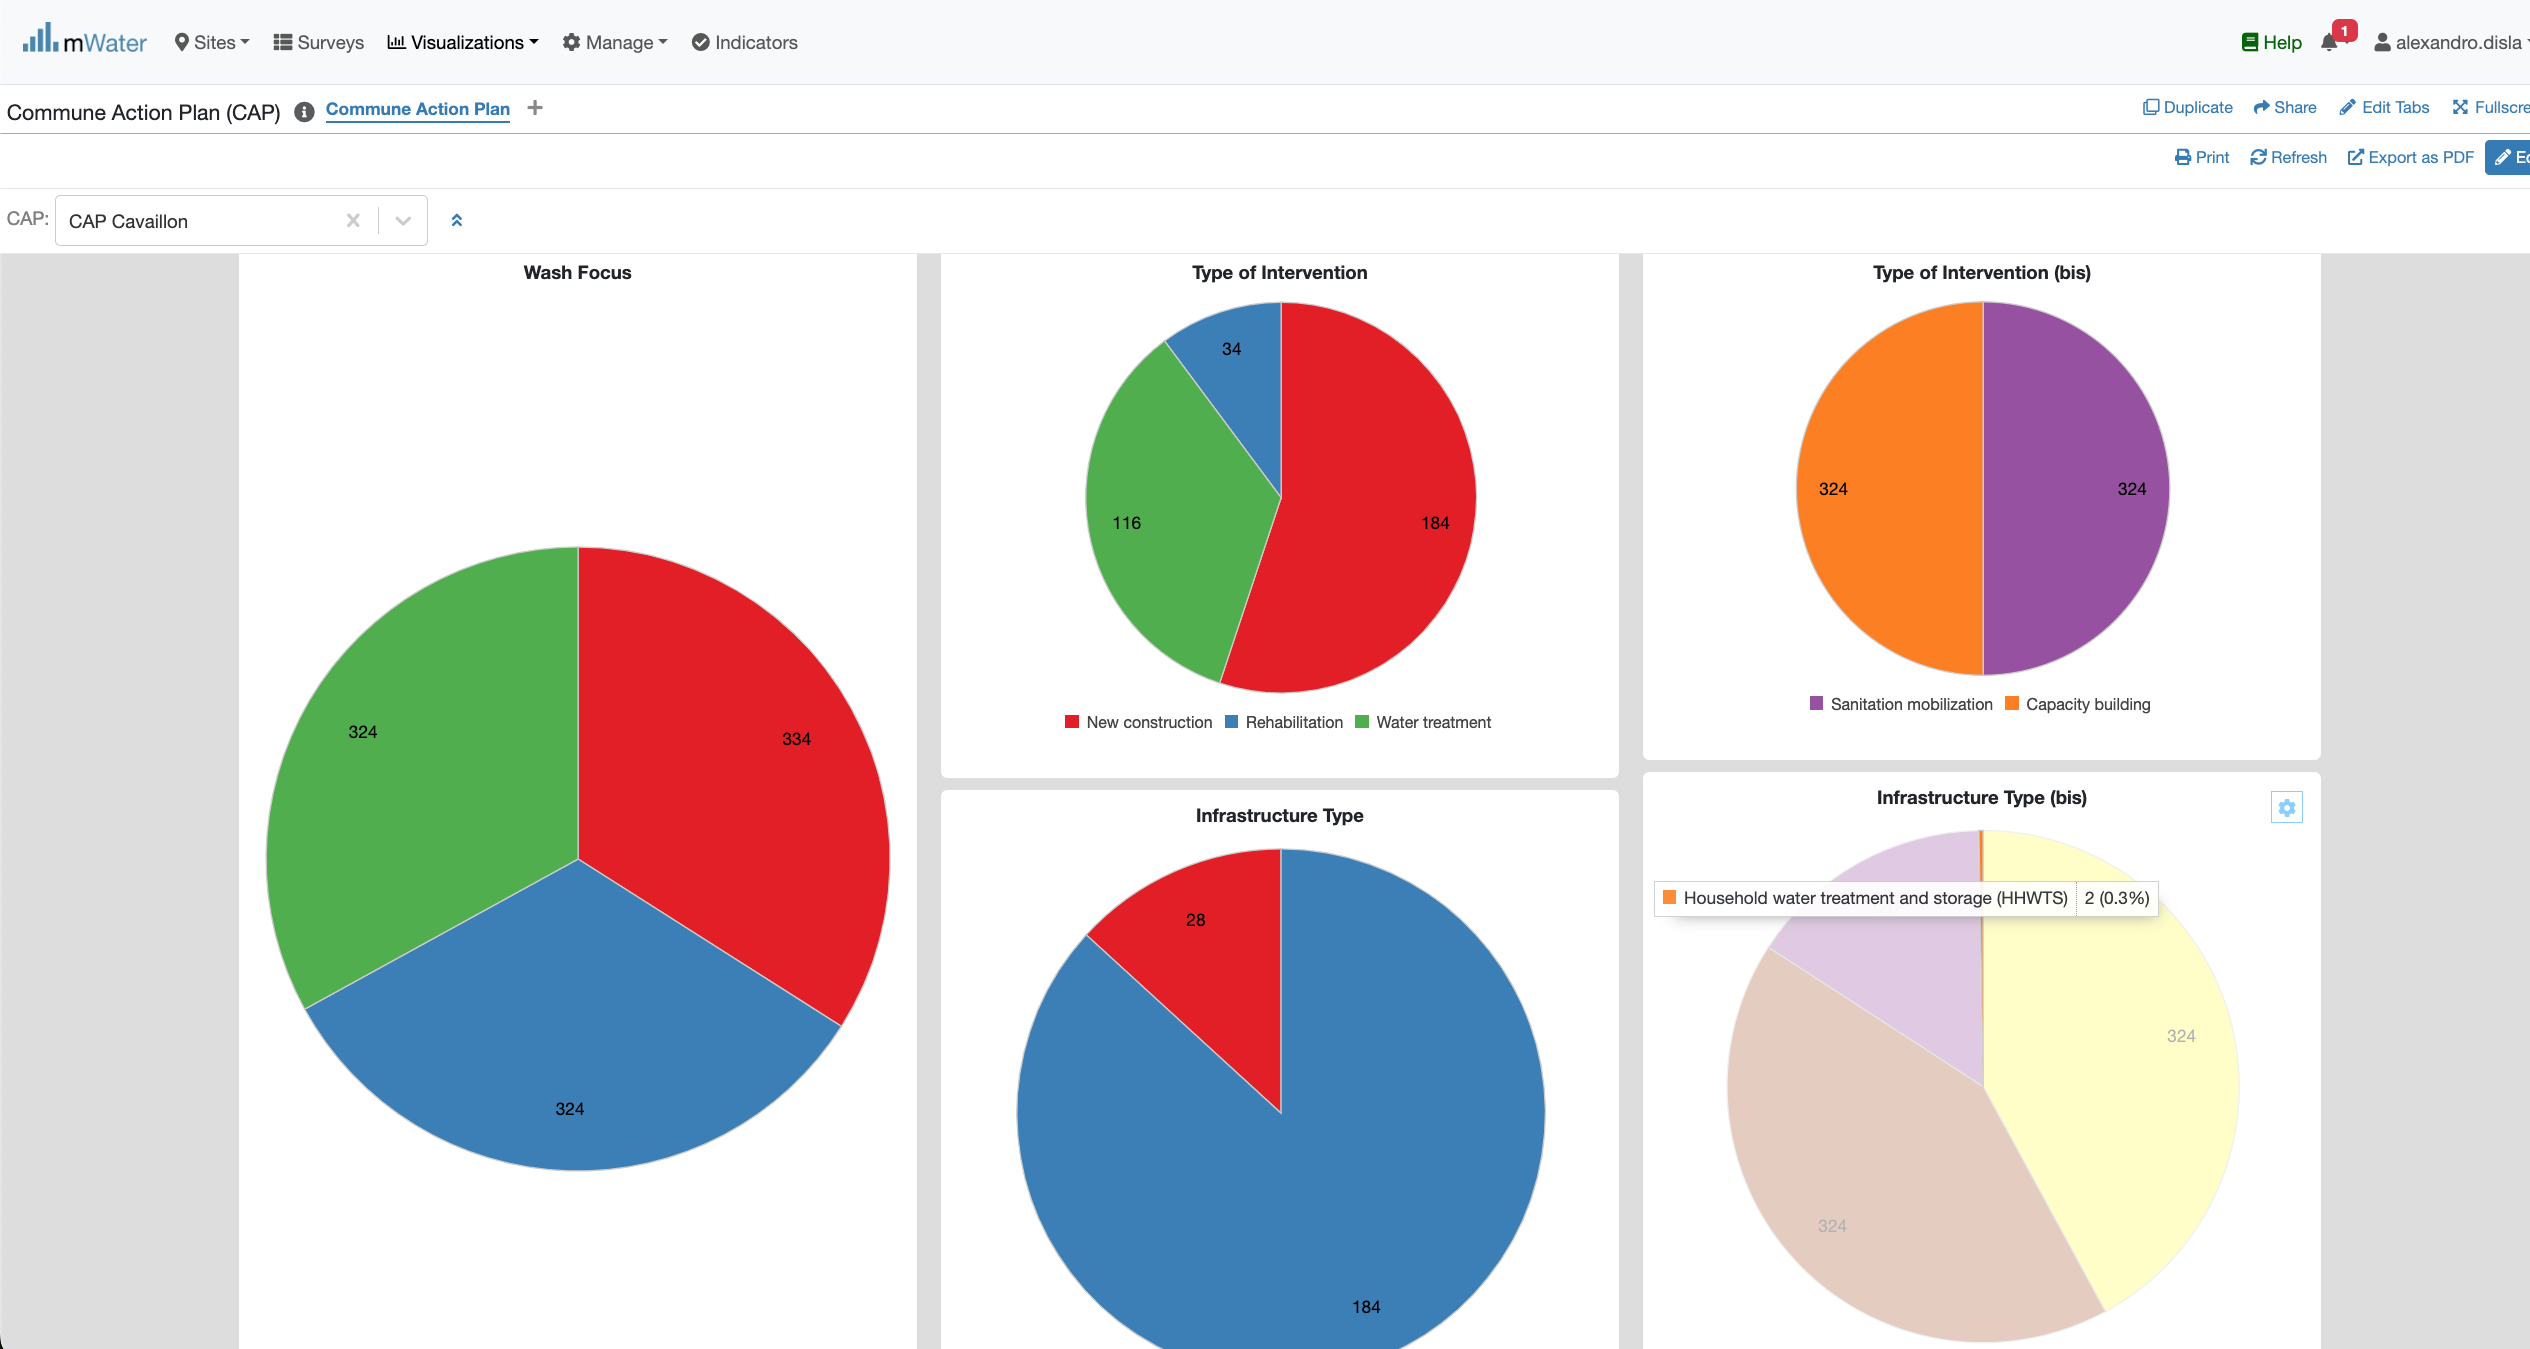 mWater Sites Surveys Visualizations Manage Indicators Help 1 alexandro.disla
Commune Action Plan (CAP) Commune Action Plan + Duplicate Share Edit Tabs Fullscre
Print Refresh Export as PDF Ed
CAP: CAP Cavaillon
Wash Focus
324
334
324
Type of Intervention
34
116
184
New construction Rehabilitation Water treatment
Type of Intervention (bis)
324
324
Sanitation mobilization Capacity building
Infrastructure Type
28
184
Infrastructure Type (bis)
Household water treatment and storage (HHWTS) 2 (0.3%)
324
324